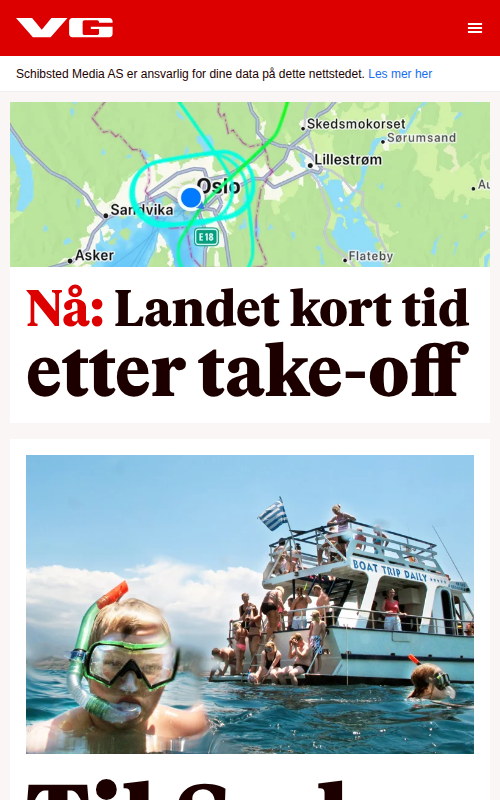 VG
Schibsted Media AS er ansvarlig for dine data på dette nettstedet. Les mer her
Skedsmokorset
Sørumsand
Lillestrøm
Oslo
Sandvika
E 18
Asker
Flateby
Nå: Landet kort tid
etter take-off
BOAT TRIP DAILY